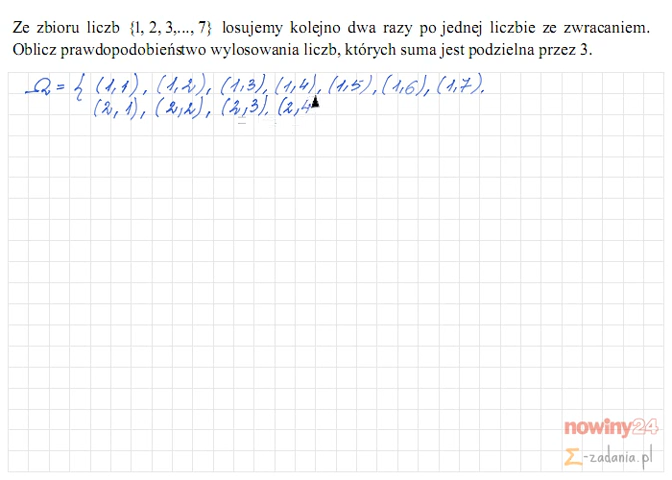 Ze zbioru liczb {1, 2, 3,..., 7} losujemy kolejno dwa razy po jednej liczbie ze zwracaniem.
Oblicz prawdopodobieństwo wylosowania liczb, których suma jest podzielna przez 3.
Ω = { (1,1), (1,2), (1,3), (1,4), (1,5), (1,6), (1,7),
(2,1), (2,2), (2,3), (2,4
nowiny24
Σ-zadania.pl